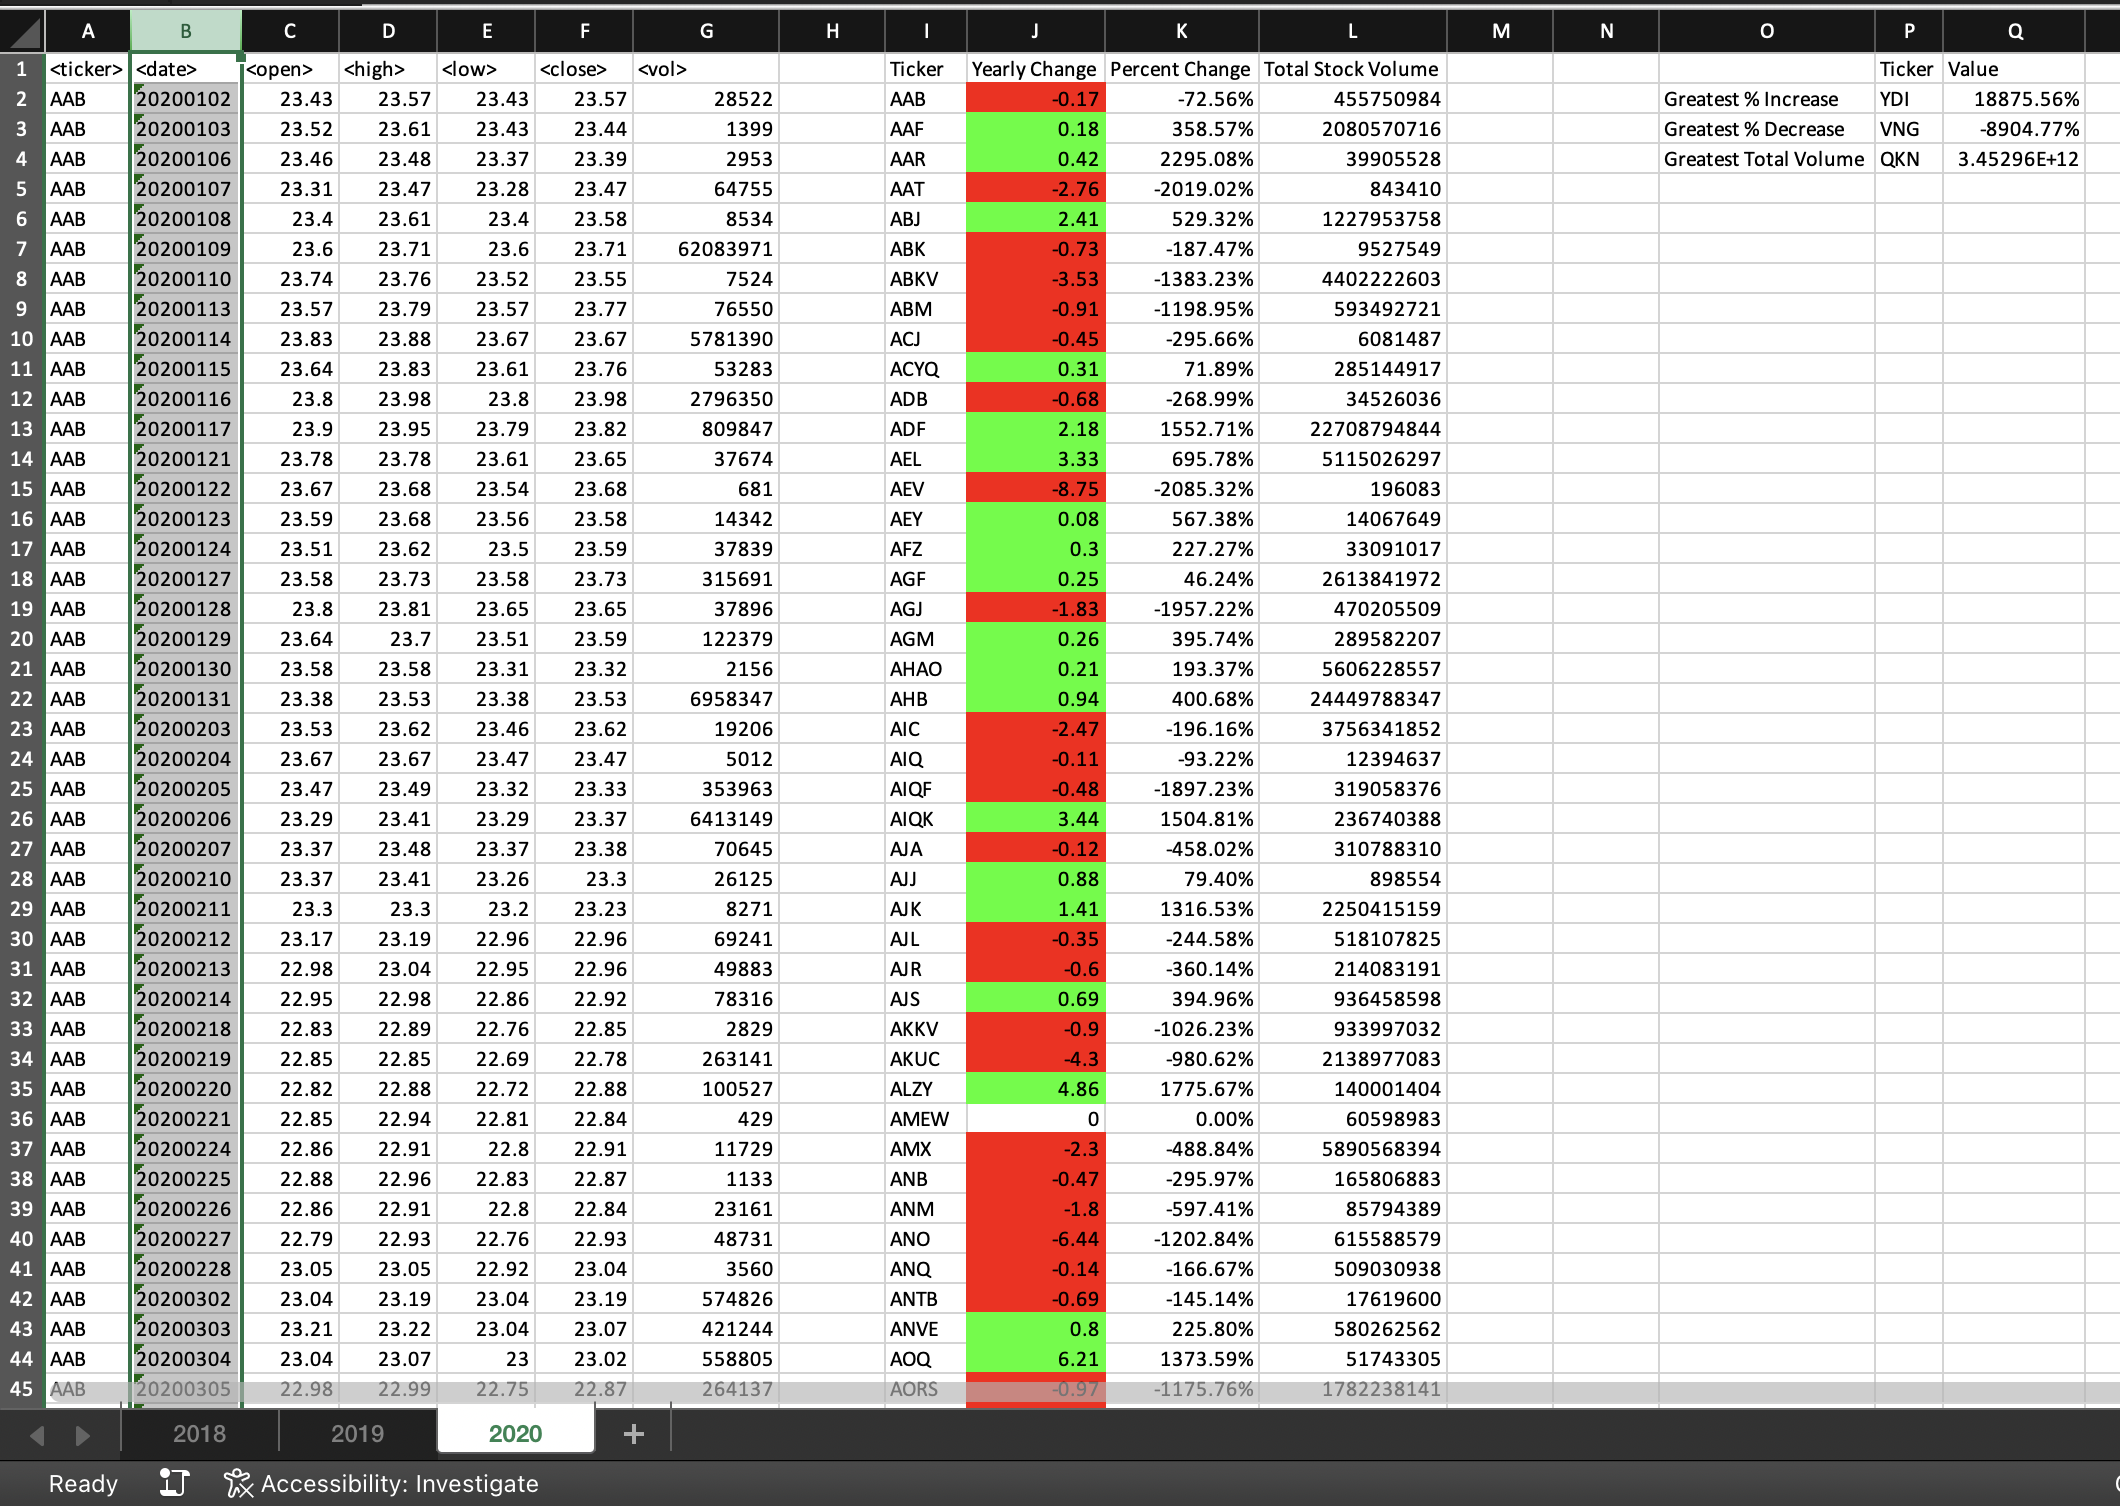 A B C D E F G H I J K L M N O P Q
1 <ticker> <date> <open> <high> <low> <close> <vol> Ticker Yearly Change Percent Change Total Stock Volume Ticker Value
2 AAB 20200102 23.43 23.57 23.43 23.57 28522 AAB -0.17 -72.56% 455750984 Greatest % Increase YDI 18875.56%
3 AAB 20200103 23.52 23.61 23.43 23.44 1399 AAF 0.18 358.57% 2080570716 Greatest % Decrease VNG -8904.77%
4 AAB 20200106 23.46 23.48 23.37 23.39 2953 AAR 0.42 2295.08% 39905528 Greatest Total Volume QKN 3.45296E+12
5 AAB 20200107 23.31 23.47 23.28 23.47 64755 AAT -2.76 -2019.02% 843410
6 AAB 20200108 23.4 23.61 23.4 23.58 8534 ABJ 2.41 529.32% 1227953758
7 AAB 20200109 23.6 23.71 23.6 23.71 62083971 ABK -0.73 -187.47% 9527549
8 AAB 20200110 23.74 23.76 23.52 23.55 7524 ABKV -3.53 -1383.23% 4402222603
9 AAB 20200113 23.57 23.79 23.57 23.77 76550 ABM -0.91 -1198.95% 593492721
10 AAB 20200114 23.83 23.88 23.67 23.67 5781390 ACJ -0.45 -295.66% 6081487
11 AAB 20200115 23.64 23.83 23.61 23.76 53283 ACYQ 0.31 71.89% 285144917
12 AAB 20200116 23.8 23.98 23.8 23.98 2796350 ADB -0.68 -268.99% 34526036
13 AAB 20200117 23.9 23.95 23.79 23.82 809847 ADF 2.18 1552.71% 22708794844
14 AAB 20200121 23.78 23.78 23.61 23.65 37674 AEL 3.33 695.78% 5115026297
15 AAB 20200122 23.67 23.68 23.54 23.68 681 AEV -8.75 -2085.32% 196083
16 AAB 20200123 23.59 23.68 23.56 23.58 14342 AEY 0.08 567.38% 14067649
17 AAB 20200124 23.51 23.62 23.5 23.59 37839 AFZ 0.3 227.27% 33091017
18 AAB 20200127 23.58 23.73 23.58 23.73 315691 AGF 0.25 46.24% 2613841972
19 AAB 20200128 23.8 23.81 23.65 23.65 37896 AGJ -1.83 -1957.22% 470205509
20 AAB 20200129 23.64 23.7 23.51 23.59 122379 AGM 0.26 395.74% 289582207
21 AAB 20200130 23.58 23.58 23.31 23.32 2156 AHAO 0.21 193.37% 5606228557
22 AAB 20200131 23.38 23.53 23.38 23.53 6958347 AHB 0.94 400.68% 24449788347
23 AAB 20200203 23.53 23.62 23.46 23.62 19206 AIC -2.47 -196.16% 3756341852
24 AAB 20200204 23.67 23.67 23.47 23.47 5012 AIQ -0.11 -93.22% 12394637
25 AAB 20200205 23.47 23.49 23.32 23.33 353963 AIQF -0.48 -1897.23% 319058376
26 AAB 20200206 23.29 23.41 23.29 23.37 6413149 AIQK 3.44 1504.81% 236740388
27 AAB 20200207 23.37 23.48 23.37 23.38 70645 AJA -0.12 -458.02% 310788310
28 AAB 20200210 23.37 23.41 23.26 23.3 26125 AJJ 0.88 79.40% 898554
29 AAB 20200211 23.3 23.3 23.2 23.23 8271 AJK 1.41 1316.53% 2250415159
30 AAB 20200212 23.17 23.19 22.96 22.96 69241 AJL -0.35 -244.58% 518107825
31 AAB 20200213 22.98 23.04 22.95 22.96 49883 AJR -0.6 -360.14% 214083191
32 AAB 20200214 22.95 22.98 22.86 22.92 78316 AJS 0.69 394.96% 936458598
33 AAB 20200218 22.83 22.89 22.76 22.85 2829 AKKV -0.9 -1026.23% 933997032
34 AAB 20200219 22.85 22.85 22.69 22.78 263141 AKUC -4.3 -980.62% 2138977083
35 AAB 20200220 22.82 22.88 22.72 22.88 100527 ALZY 4.86 1775.67% 140001404
36 AAB 20200221 22.85 22.94 22.81 22.84 429 AMEW 0 0.00% 60598983
37 AAB 20200224 22.86 22.91 22.8 22.91 11729 AMX -2.3 -488.84% 5890568394
38 AAB 20200225 22.88 22.96 22.83 22.87 1133 ANB -0.47 -295.97% 165806883
39 AAB 20200226 22.86 22.91 22.8 22.84 23161 ANM -1.8 -597.41% 85794389
40 AAB 20200227 22.79 22.93 22.76 22.93 48731 ANO -6.44 -1202.84% 615588579
41 AAB 20200228 23.05 23.05 22.92 23.04 3560 ANQ -0.14 -166.67% 509030938
42 AAB 20200302 23.04 23.19 23.04 23.19 574826 ANTB -0.69 -145.14% 17619600
43 AAB 20200303 23.21 23.22 23.04 23.07 421244 ANVE 0.8 225.80% 580262562
44 AAB 20200304 23.04 23.07 23 23.02 558805 AOQ 6.21 1373.59% 51743305
45 AAB 20200305 22.98 22.99 22.75 22.87 264137 AORS -0.97 -1175.76% 1782238141
2018 2019 2020 +
Ready Accessibility: Investigate